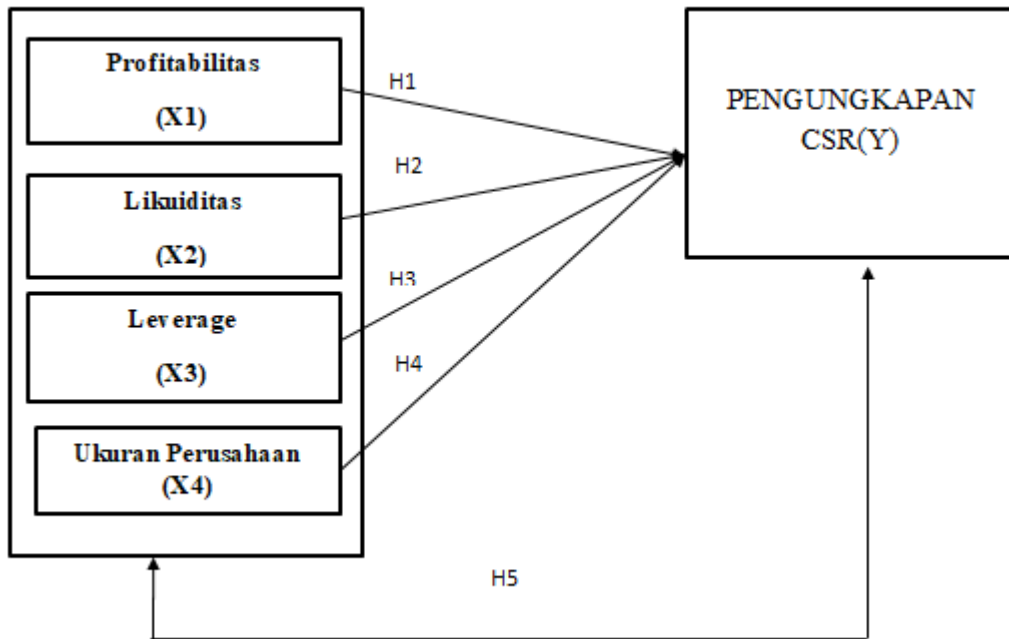 Profitabilitas
(X1)
Likuiditas
(X2)
Leverage
(X3)
Ukuran Perusahaan
(X4)
H1
H2
H3
H4
PENGUNGKAPAN
CSR(Y)
H5